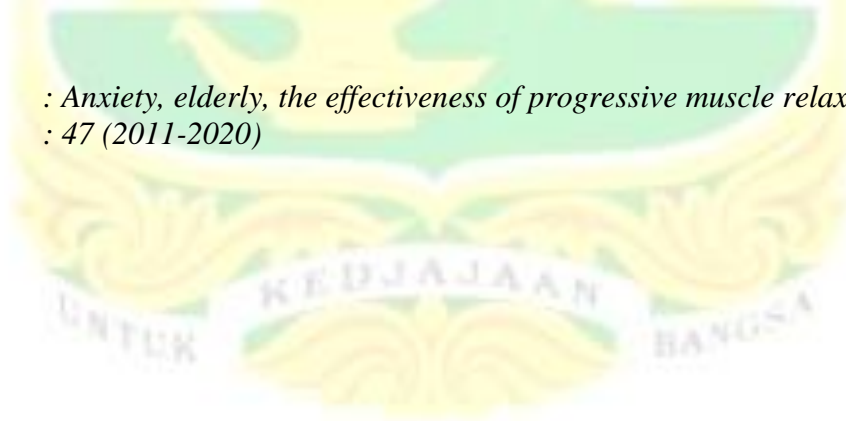 : Anxiety, elderly, the effectiveness of progressive muscle relax
: 47 (2011-2020)
UNTUK KEDJAJAAN BANGSA